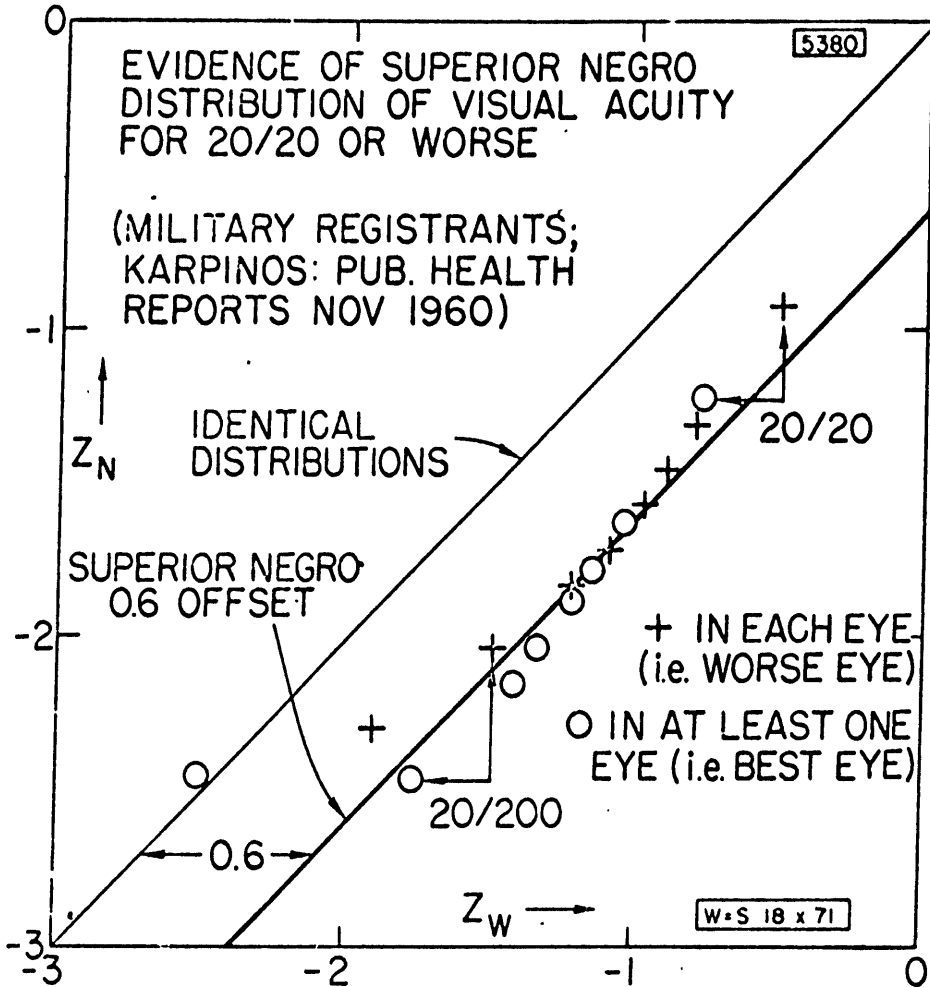 0
5380
EVIDENCE OF SUPERIOR NEGRO
DISTRIBUTION OF VISUAL ACUITY
FOR 20/20 OR WORSE
(MILITARY REGISTRANTS;
KARPINOS: PUB. HEALTH
REPORTS NOV 1960)
-1
Z_N
IDENTICAL
DISTRIBUTIONS
20/20
SUPERIOR NEGRO
0.6 OFFSET
-2
+ IN EACH EYE
(i.e. WORSE EYE)
O IN AT LEAST ONE
EYE (i.e. BEST EYE)
20/200
0.6
Z_W
W=S 18 x 71
-3
-3 -2 -1 0